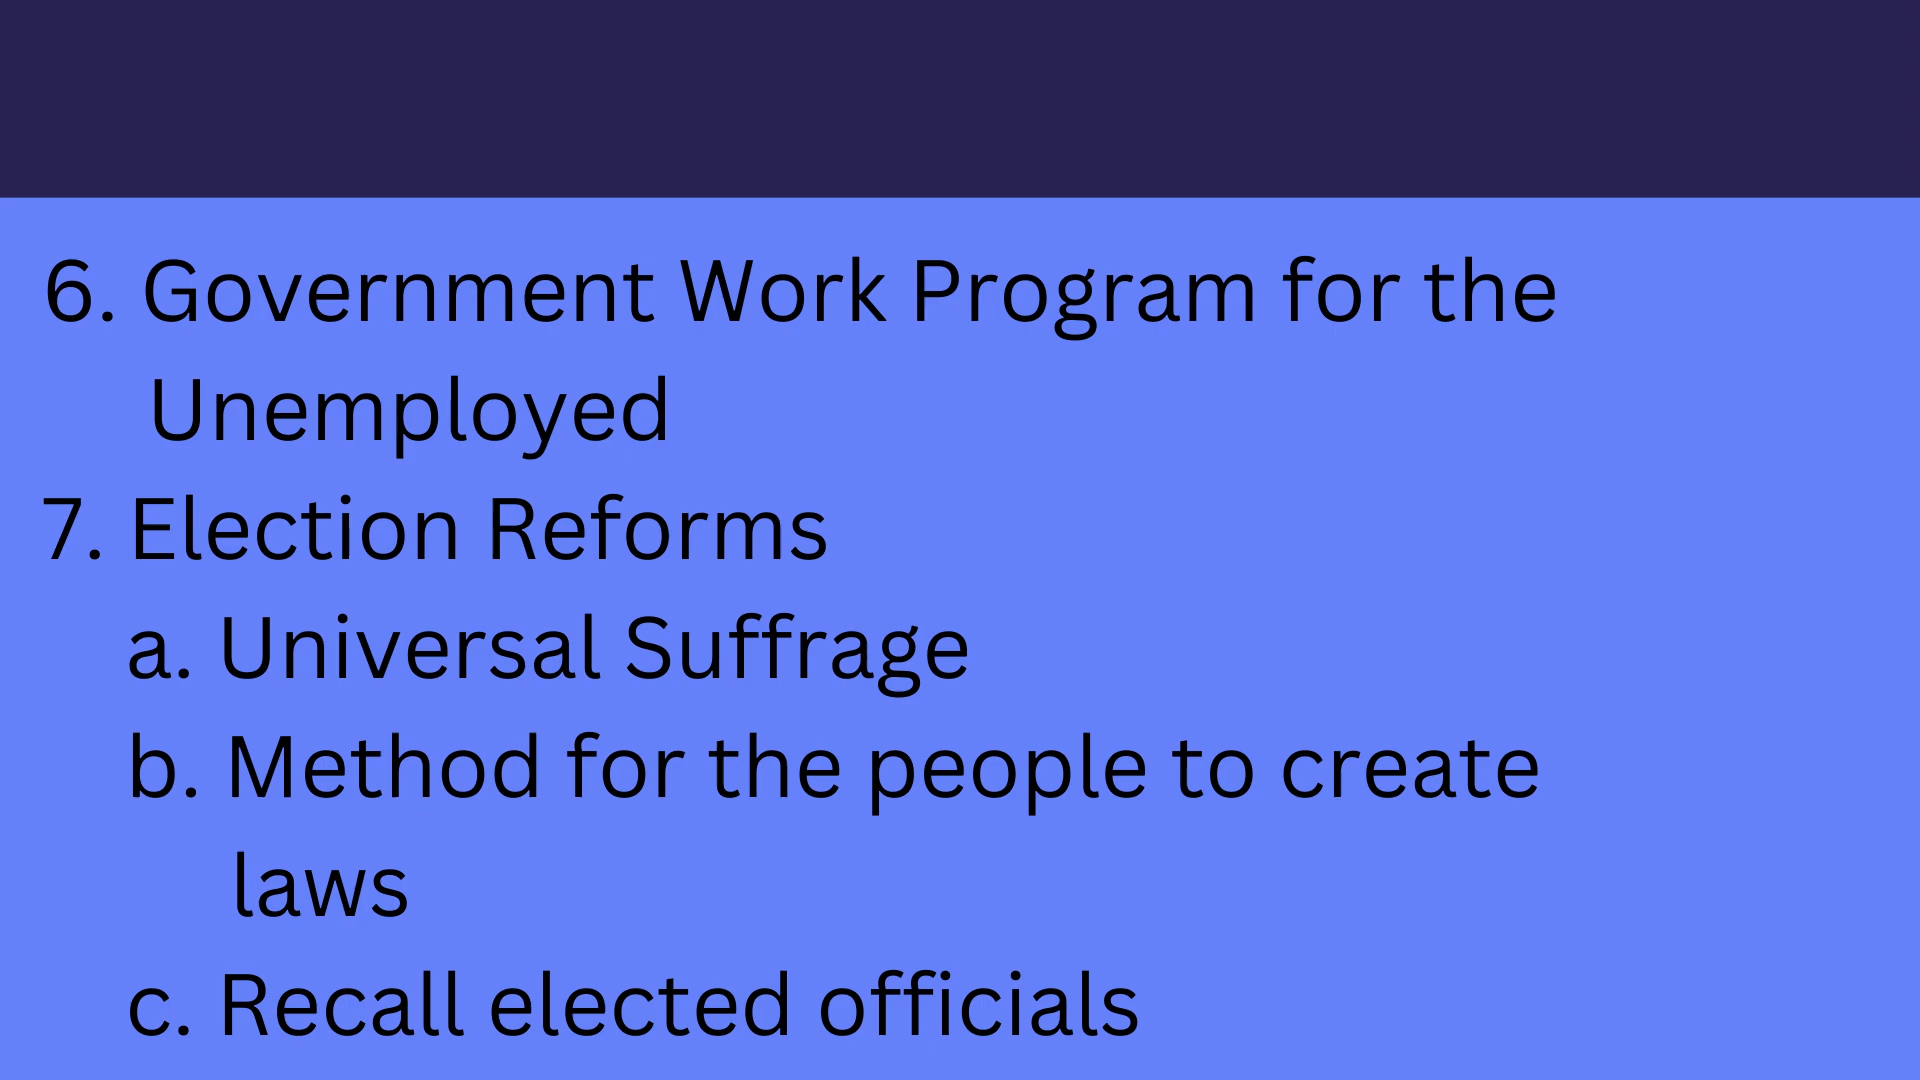 6. Government Work Program for the
Unemployed
7. Election Reforms
a. Universal Suffrage
b. Method for the people to create
laws
c. Recall elected officials